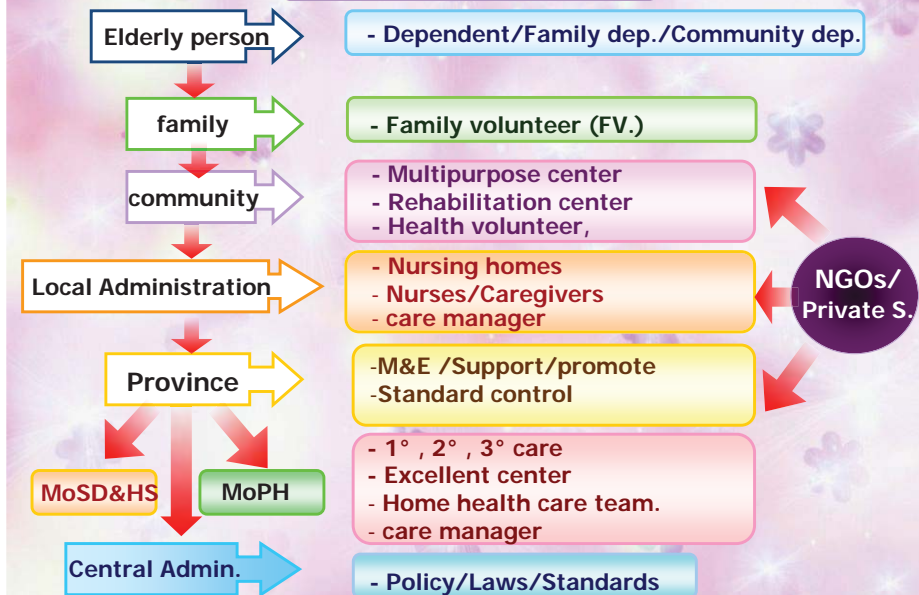 Elderly person
- Dependent/Family dep./Community dep.
family
- Family volunteer (FV.)
community
- Multipurpose center
- Rehabilitation center
- Health volunteer,
Local Administration
- Nursing homes
- Nurses/Caregivers
- care manager
NGOs/
Private S.
Province
-M&E /Support/promote
-Standard control
MoSD&HS
MoPH
- 1° , 2° , 3° care
- Excellent center
- Home health care team.
- care manager
Central Admin.
- Policy/Laws/Standards